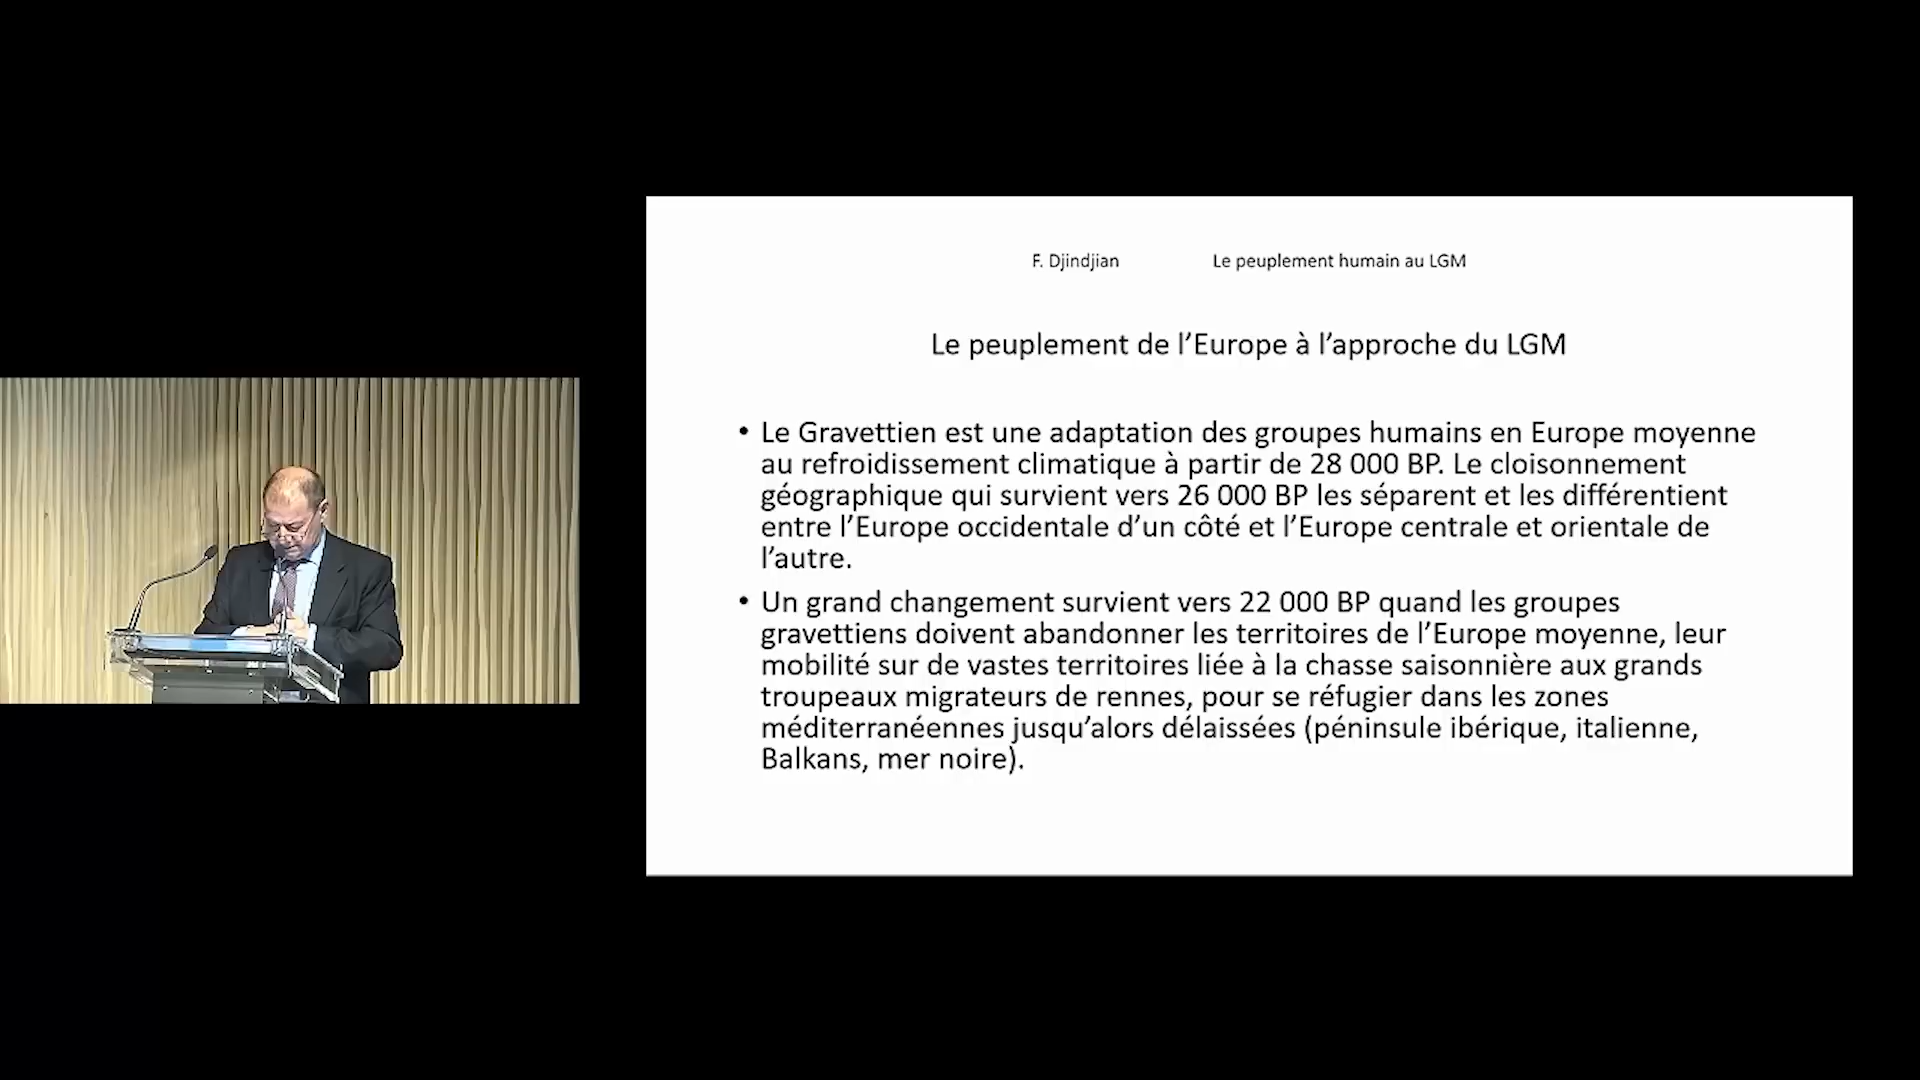 F. Djindjian Le peuplement humain au LGM
Le peuplement de l’Europe à l’approche du LGM
• Le Gravettien est une adaptation des groupes humains en Europe moyenne
au refroidissement climatique à partir de 28 000 BP. Le cloisonnement
géographique qui survient vers 26 000 BP les séparent et les différentient
entre l’Europe occidentale d’un côté et l’Europe centrale et orientale de
l’autre.
• Un grand changement survient vers 22 000 BP quand les groupes
gravettiens doivent abandonner les territoires de l’Europe moyenne, leur
mobilité sur de vastes territoires liée à la chasse saisonnière aux grands
troupeaux migrateurs de rennes, pour se réfugier dans les zones
méditerranéennes jusqu’alors délaissées (péninsule ibérique, italienne,
Balkans, mer noire).